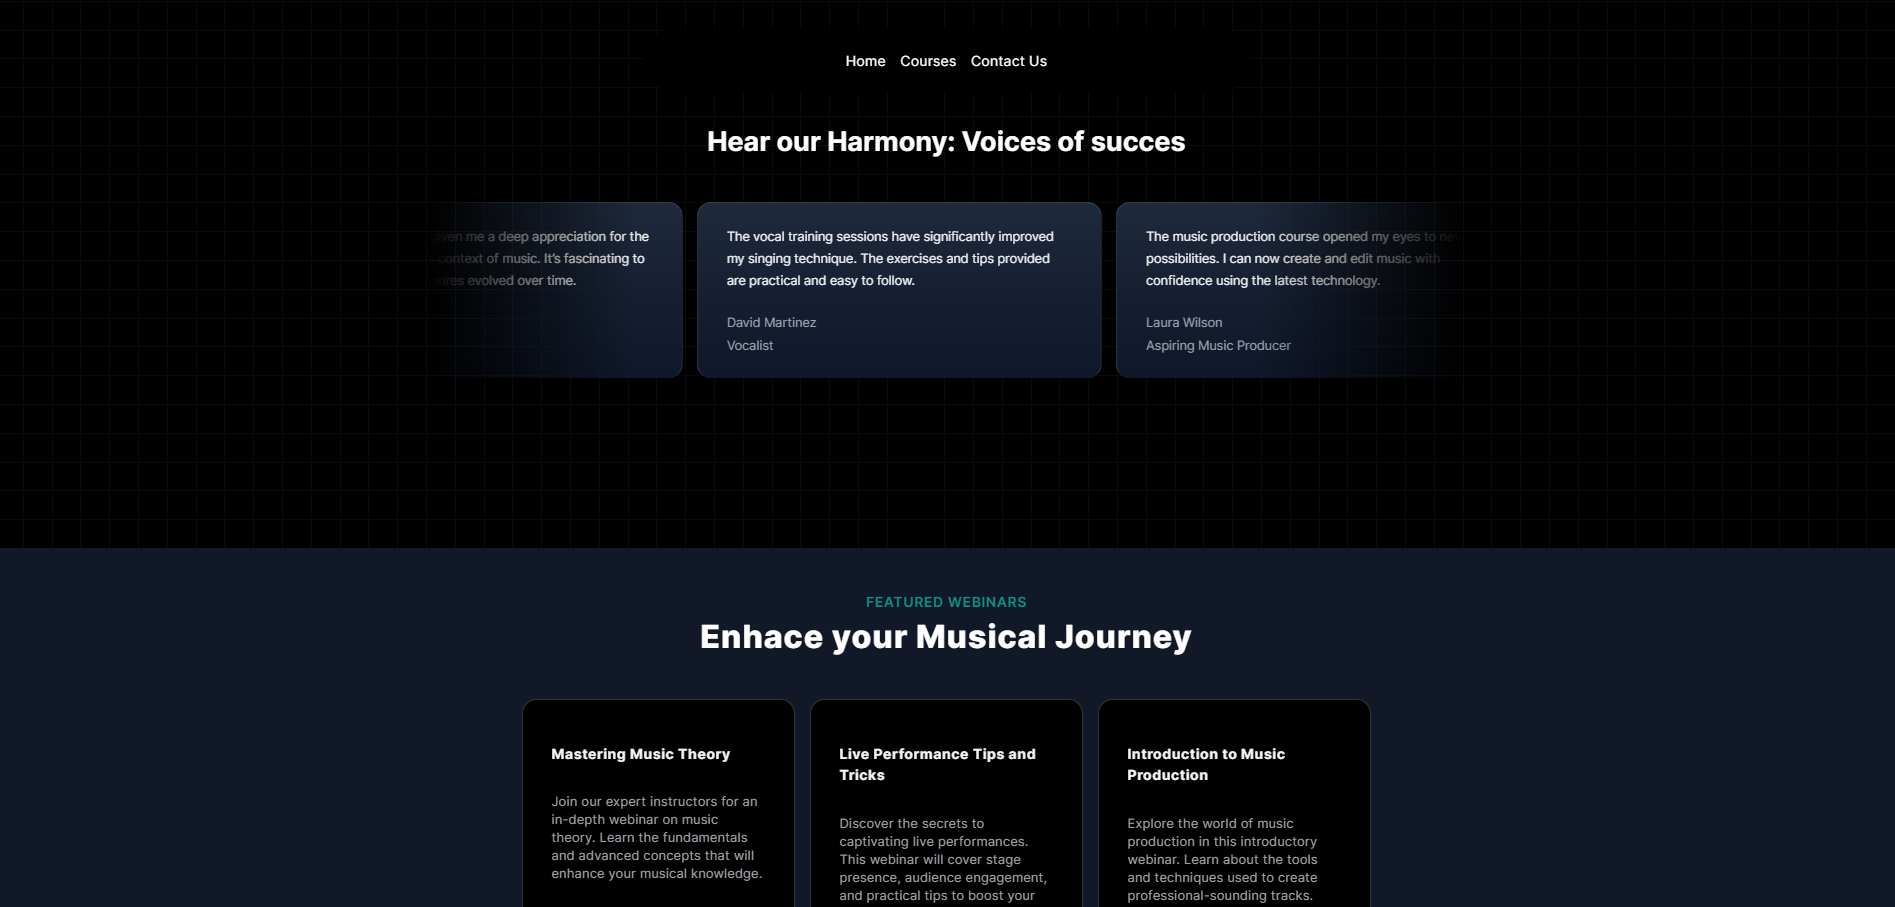 Home Courses Contact Us
Hear our Harmony: Voices of succes
given me a deep appreciation for the
context of music. It's fascinating to
evolved over time.
The vocal training sessions have significantly improved
my singing technique. The exercises and tips provided
are practical and easy to follow.
David Martinez
Vocalist
The music production course opened my eyes to new
possibilities. I can now create and edit music with
confidence using the latest technology.
Laura Wilson
Aspiring Music Producer
FEATURED WEBINARS
Enhace your Musical Journey
Mastering Music Theory
Join our expert instructors for an
in-depth webinar on music
theory. Learn the fundamentals
and advanced concepts that will
enhance your musical knowledge.
Live Performance Tips and
Tricks
Discover the secrets to
captivating live performances.
This webinar will cover stage
presence, audience engagement,
and practical tips to boost your
Introduction to Music
Production
Explore the world of music
production in this introductory
webinar. Learn about the tools
and techniques used to create
professional-sounding tracks.